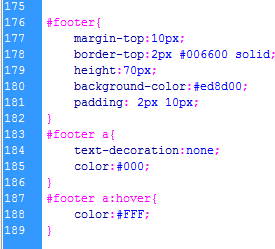 175
176 #footer{
177 margin-top:10px;
178 border-top:2px #006600 solid;
179 height:70px;
180 background-color:#ed8d00;
181 padding: 2px 10px;
182 }
183 #footer a{
184 text-decoration:none;
185 color:#000;
186 }
187 #footer a:hover{
188 color:#FFF;
189 }